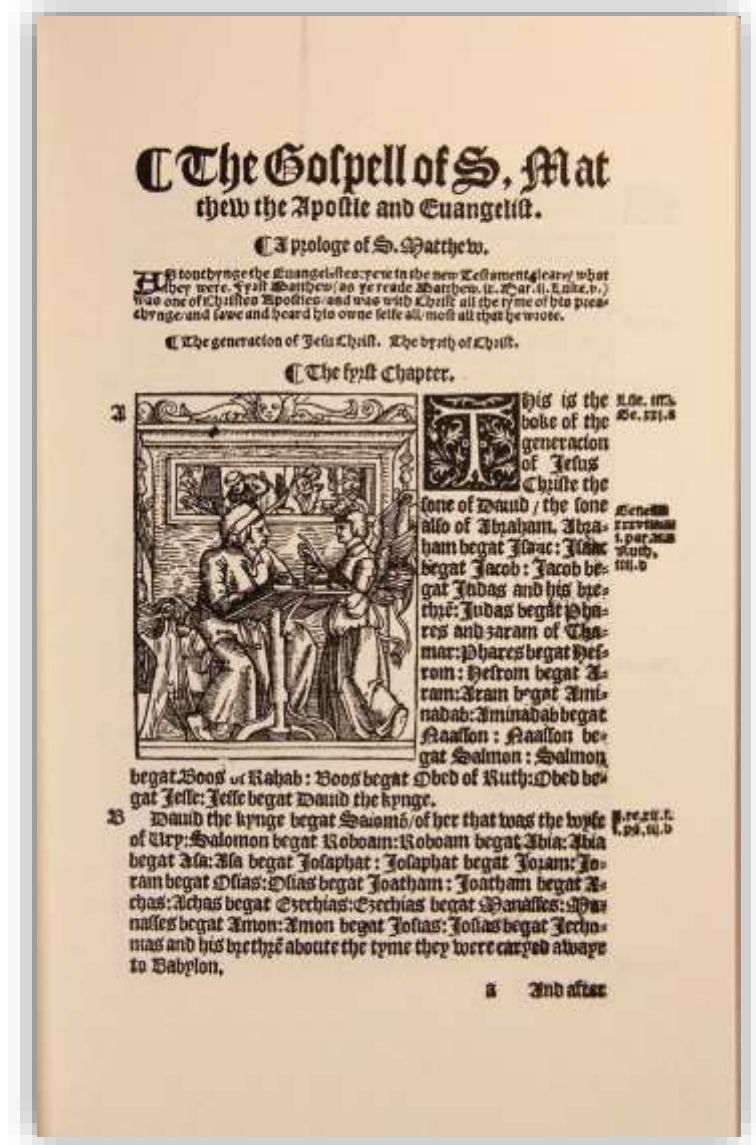 ¶ The Goſpell of S. Mat
thew the Apoſtle and Euangeliſt.
¶ A prologe of S. Matthew.
AS touchynge the Euangeliſtes: ye ſe in the new Teſtament clearly what
they were. Fyrſt Matthew (as ye reade Matthew. ix. Mar. ii. Luke. v.)
was one of Chriſtes Apoſtles / and was with Chriſt all the tyme of his prea-
chynge / and ſawe and heard his owne ſelfe all moſt all that he wrote.
¶ The generacion of Jeſu Chriſt. The byrth of Chriſt.
¶ The fyrſt Chapter.
A
THis is the
boke of the
generacion
of Jeſus
Chriſte the
ſone of Dauid / the ſone
alſo of Abraham. Abra-
ham begat Iſaac: Iſaac
begat Jacob: Jacob be-
gat Judas and his bre-
thrē: Judas begat Pha-
res and zaram of Tha-
mar: Phares begat Heſ-
rom: Heſrom begat A-
ram: Aram begat Ami-
nadab: Aminadab begat
Naaſſon: Naaſſon be-
gat Salmon: Salmon
begat Boos of Rahab: Boos begat Obed of Ruth: Obed be-
gat Jeſſe: Jeſſe begat Dauid the kynge.
B Dauid the kynge begat Salomō / of her that was the wyfe
of Ury: Salomon begat Roboam: Roboam begat Abia: Abia
begat Aſa: Aſa begat Joſaphat: Joſaphat begat Joram: Jo-
ram begat Oſias: Oſias begat Joatham: Joatham begat A-
chas: Achas begat Ezechias: Ezechias begat Manaſſes: Ma-
naſſes begat Amon: Amon begat Joſias: Joſias begat Jecho-
nias and his brethrē aboute the tyme they were caryed awaye
to Babylon.
a And after
Ruth.